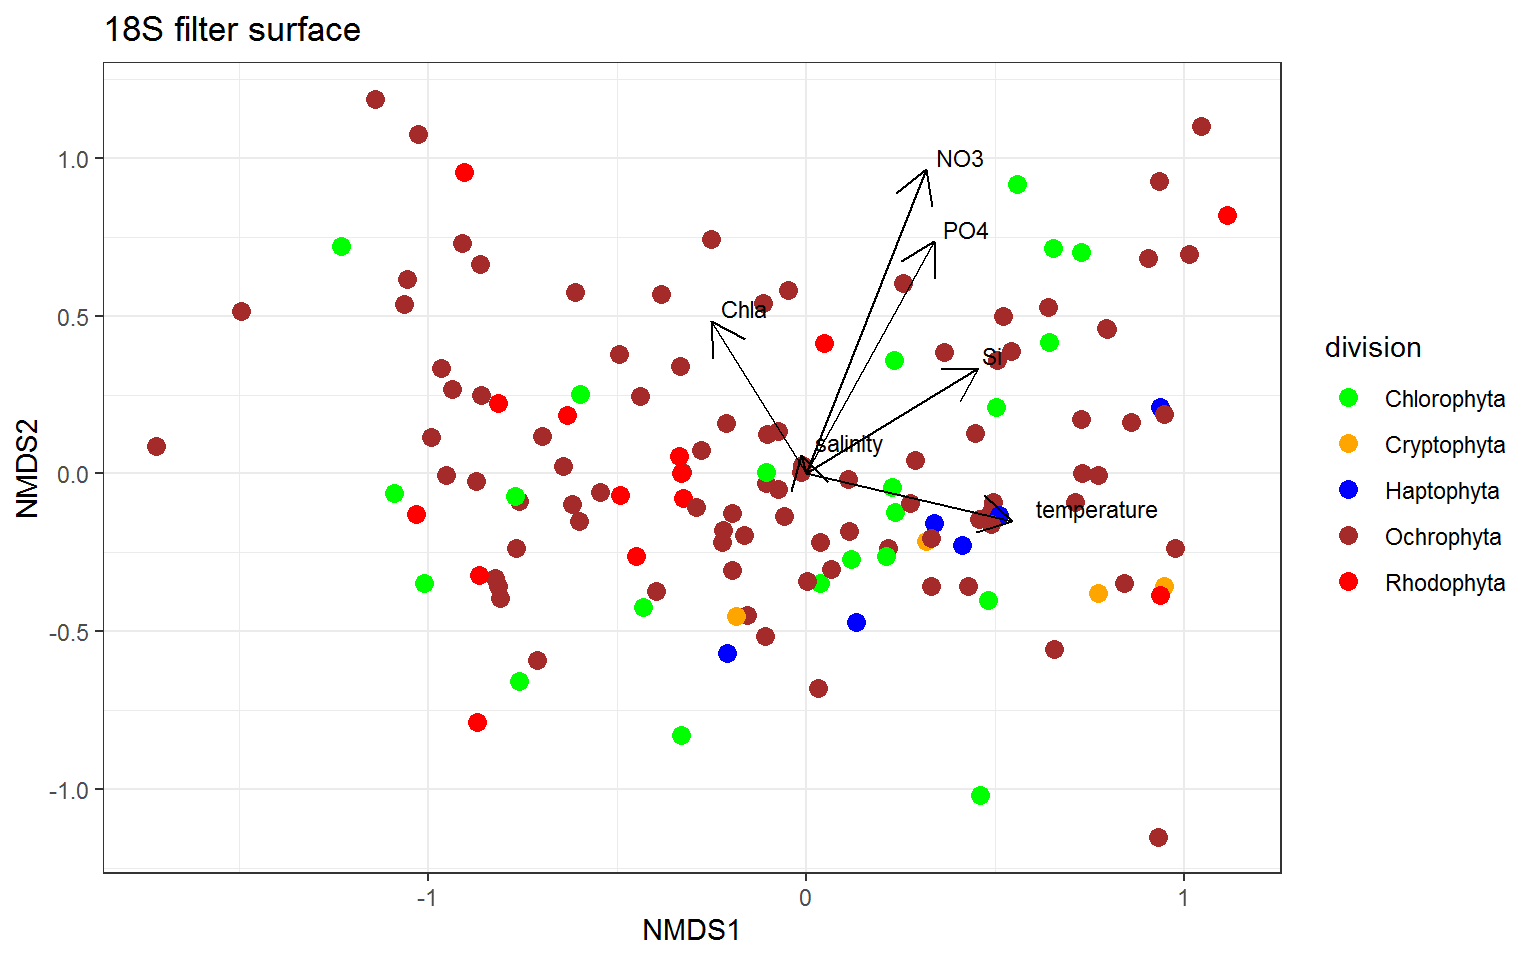 18S filter surface
NMDS2
1.0
0.5
0.0
-0.5
-1.0
NO3
PO4
Chla
Si
salinity
temperature
-1
0
1
NMDS1
division
Chlorophyta
Cryptophyta
Haptophyta
Ochrophyta
Rhodophyta